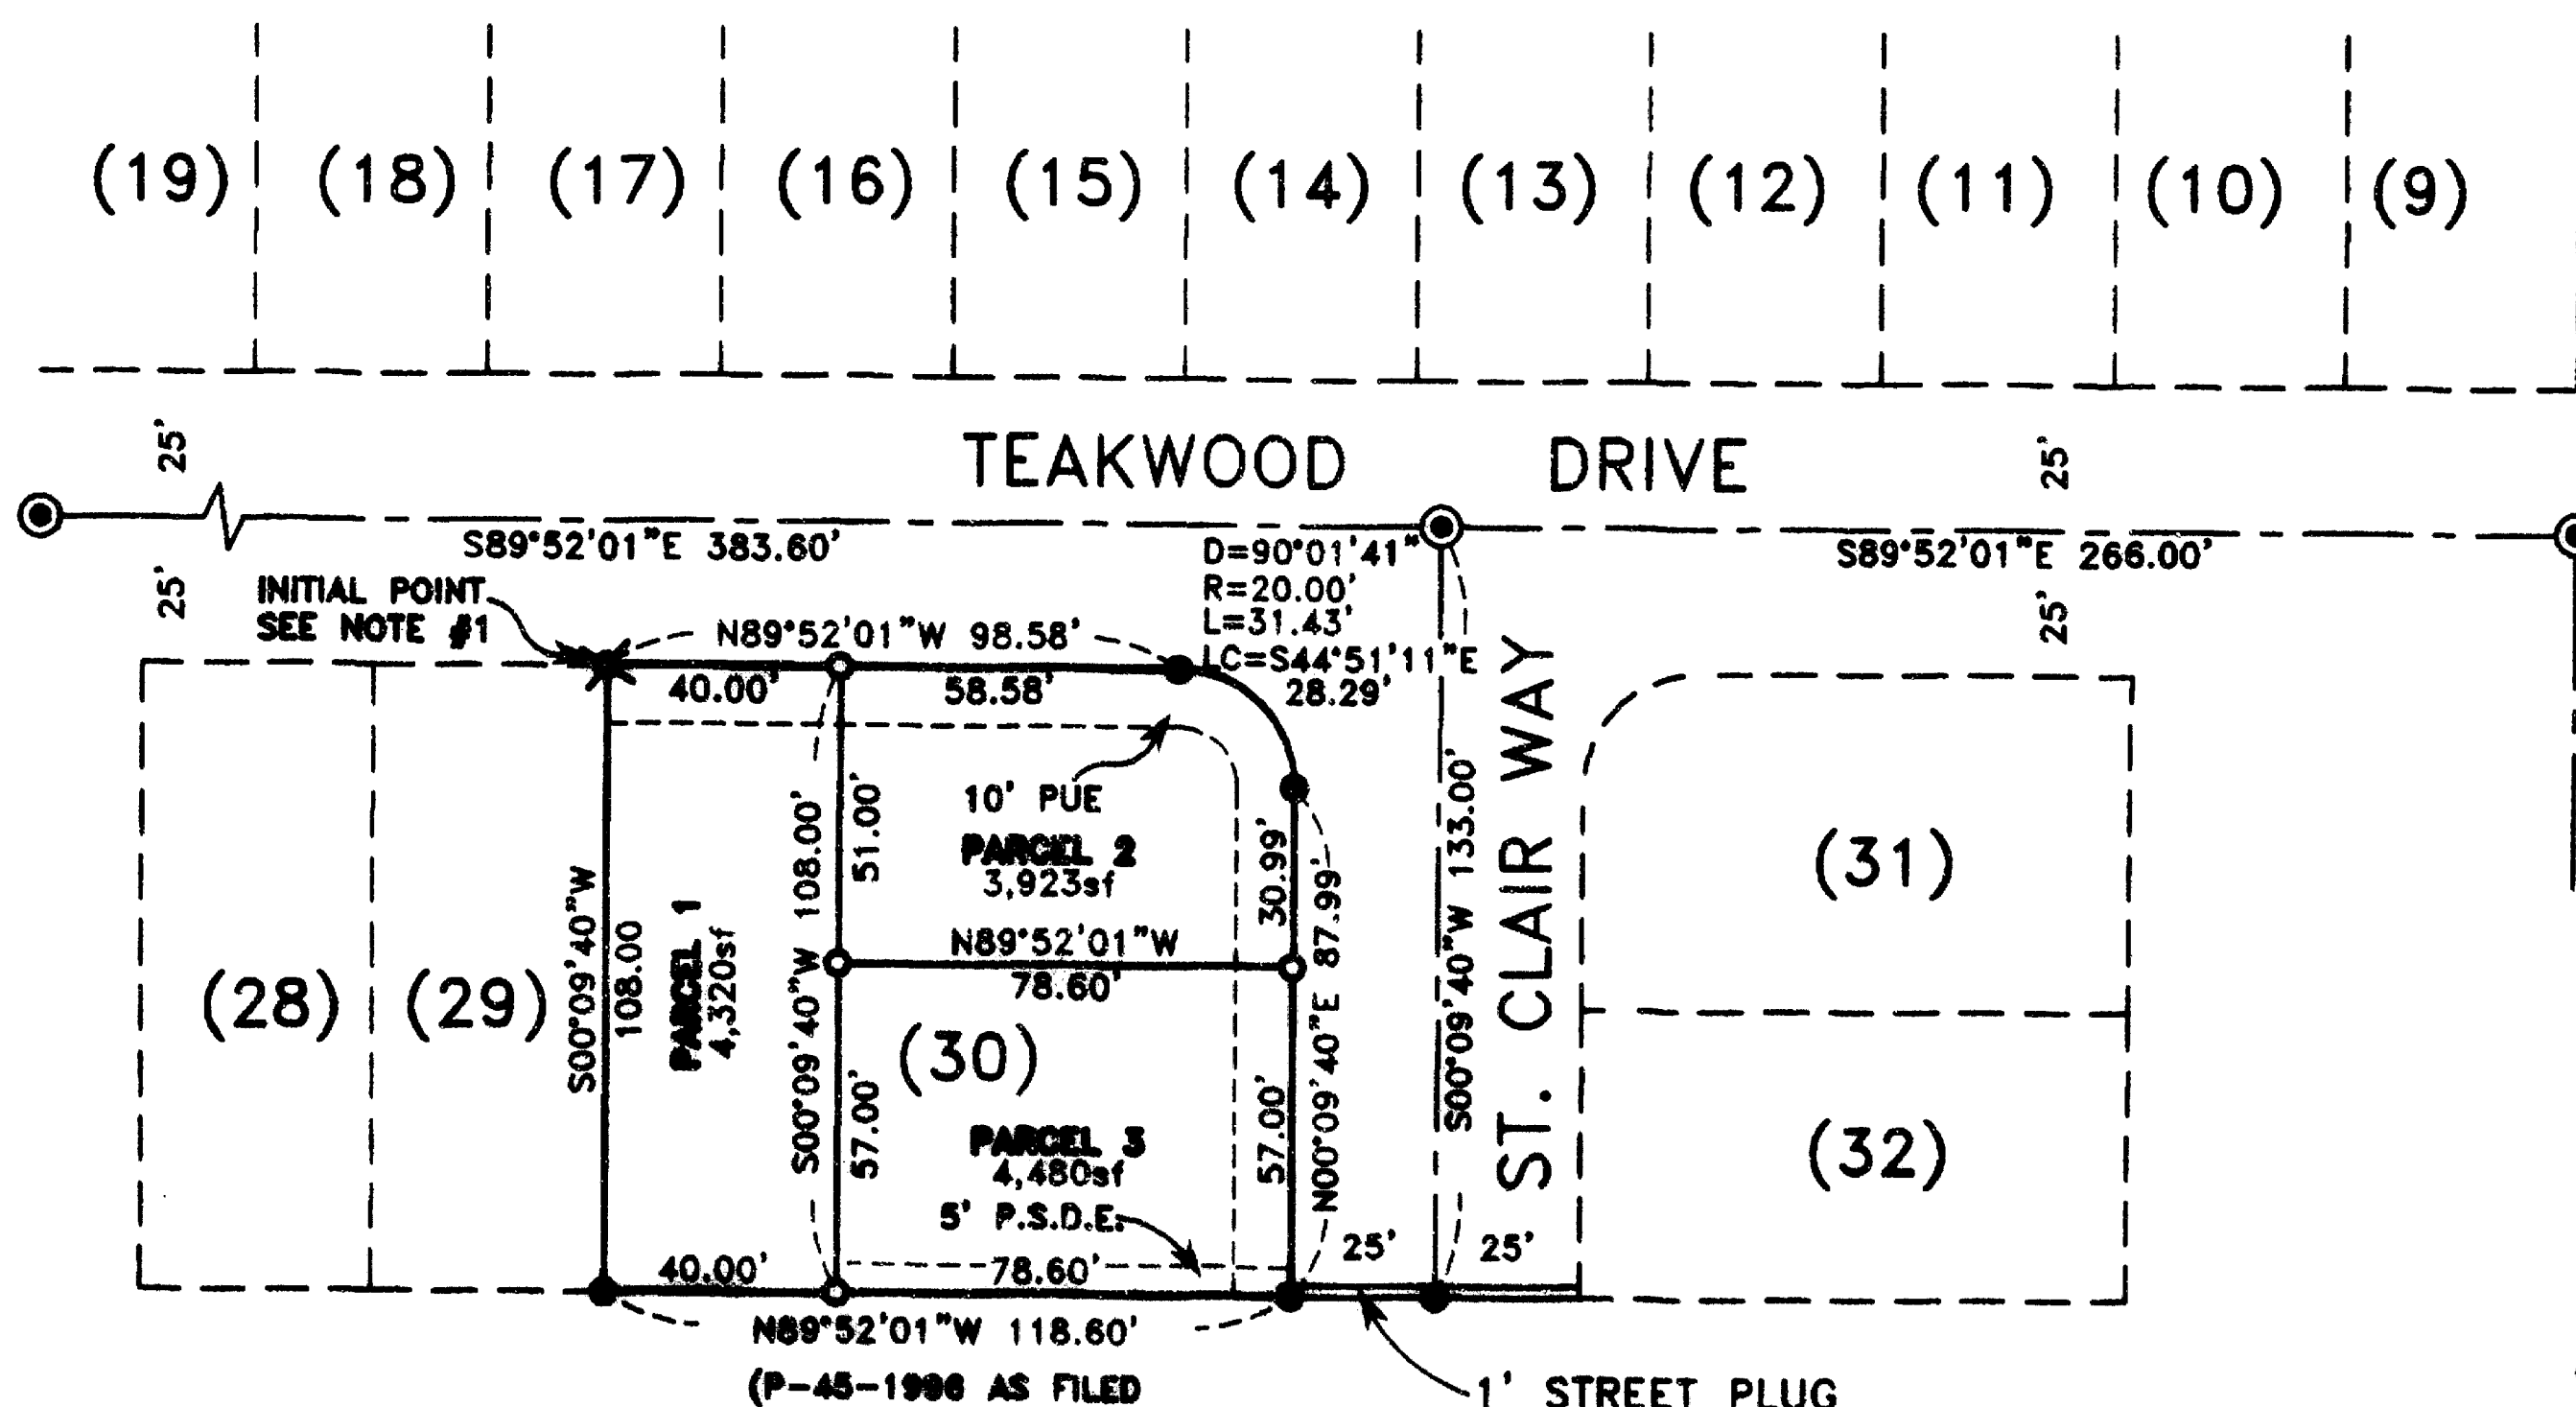 (19) (18) (17) (16) (15) (14) (13) (12) (11) (10) (9)
25'
25'
TEAKWOOD DRIVE
S89°52'01"E 383.60'
S89°52'01"E 266.00'
25'
25'
INITIAL POINT
SEE NOTE #1
N89°52'01"W 98.58'
40.00'
58.58'
D=90°01'41"
R=20.00'
L=31.43'
LC=S44°51'11"E
28.29'
10' PUE
PARCEL 2
3,923sf
51.00'
30.99'
N89°52'01"W
78.60'
S00°09'40"W
108.00
PARCEL 1
4,320sf
S00°09'40"W 108.00'
57.00'
(28)
(29)
(30)
PARCEL 3
4,480sf
5' P.S.D.E.
57.00'
N00°09'40"E 87.99'
S00°09'40"W 133.00'
ST. CLAIR WAY
(31)
(32)
25'
25'
40.00'
78.60'
N89°52'01"W 118.60'
(P-45-1996 AS FILED
1' STREET PLUG